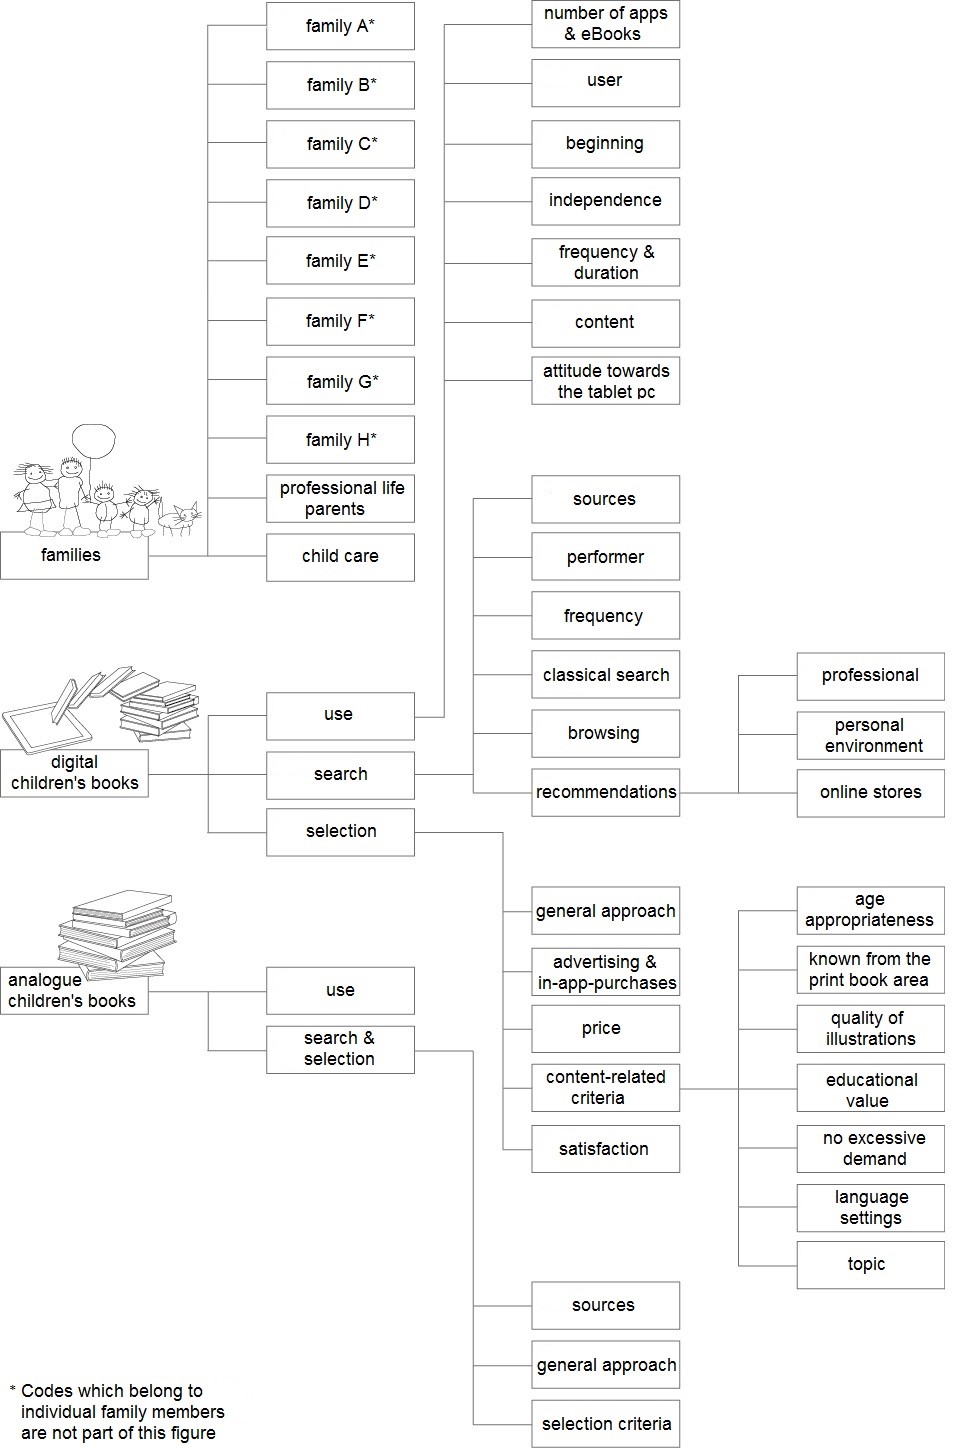 family A*
family B*
family C*
family D*
family E*
family F*
family G*
family H*
professional life
parents
child care
families
number of apps
& eBooks
user
beginning
independence
frequency &
duration
content
attitude towards
the tablet pc
sources
performer
frequency
classical search
browsing
recommendations
professional
personal
environment
online stores
digital
children's books
use
search
selection
general approach
advertising &
in-app-purchases
price
content-related
criteria
satisfaction
age
appropriateness
known from the
print book area
quality of
illustrations
educational
value
no excessive
demand
language
settings
topic
analogue
children's books
use
search &
selection
sources
general approach
selection criteria
* Codes which belong to
individual family members
are not part of this figure